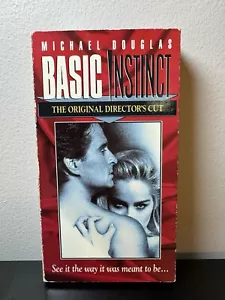 MICHAEL DOUGLAS
BASIC INSTINCT
THE ORIGINAL DIRECTOR'S CUT
See it the way it was meant to be...